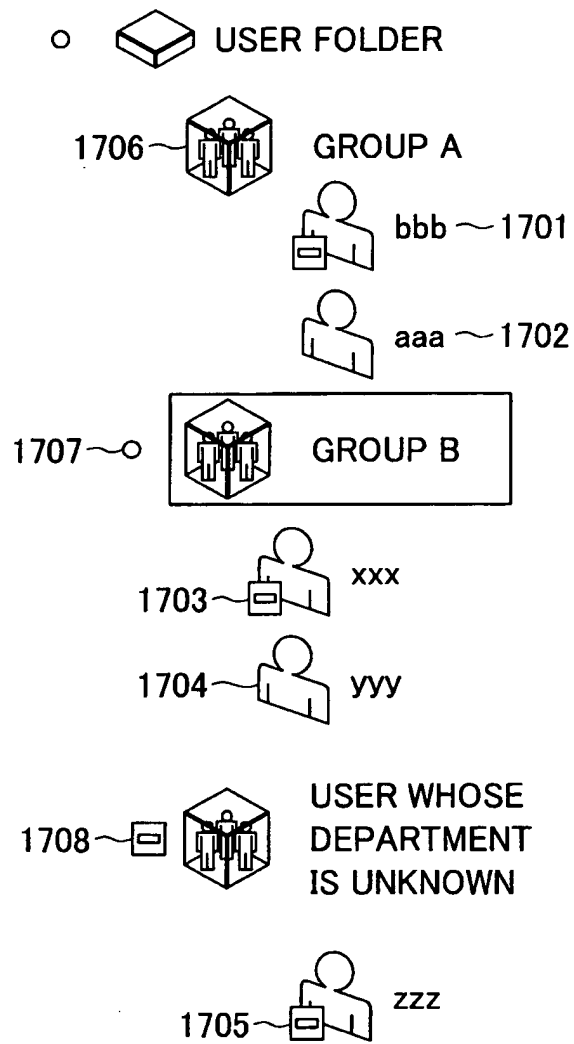 USER FOLDER
1706 GROUP A
bbb 1701
aaa 1702
1707 GROUP B
1703 xxx
1704 yyy
1708 USER WHOSE
DEPARTMENT
IS UNKNOWN
1705 zzz